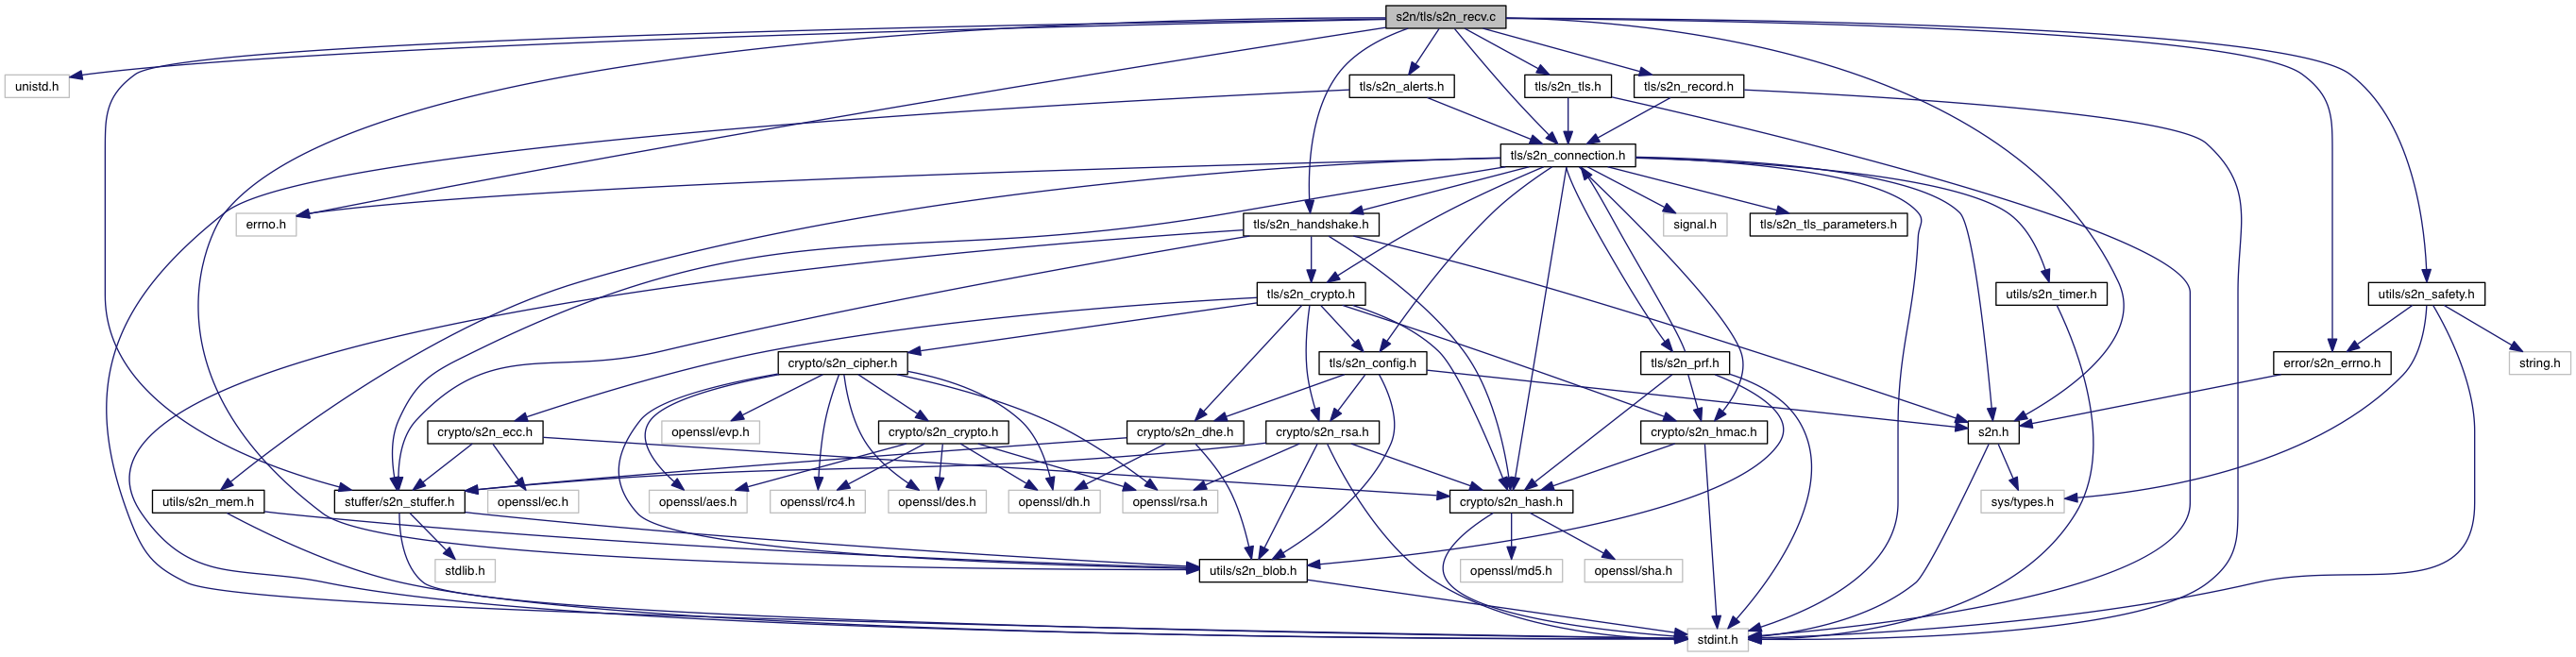 s2n/tls/s2n_recv.c
unistd.h
tls/s2n_alerts.h
tls/s2n_tls.h
tls/s2n_record.h
tls/s2n_connection.h
errno.h
tls/s2n_handshake.h
signal.h
tls/s2n_tls_parameters.h
tls/s2n_crypto.h
utils/s2n_timer.h
utils/s2n_safety.h
crypto/s2n_cipher.h
tls/s2n_config.h
tls/s2n_prf.h
error/s2n_errno.h
string.h
crypto/s2n_ecc.h
openssl/evp.h
crypto/s2n_crypto.h
crypto/s2n_dhe.h
crypto/s2n_rsa.h
crypto/s2n_hmac.h
s2n.h
utils/s2n_mem.h
stuffer/s2n_stuffer.h
openssl/ec.h
openssl/aes.h
openssl/rc4.h
openssl/des.h
openssl/dh.h
openssl/rsa.h
crypto/s2n_hash.h
sys/types.h
stdlib.h
utils/s2n_blob.h
openssl/md5.h
openssl/sha.h
stdint.h